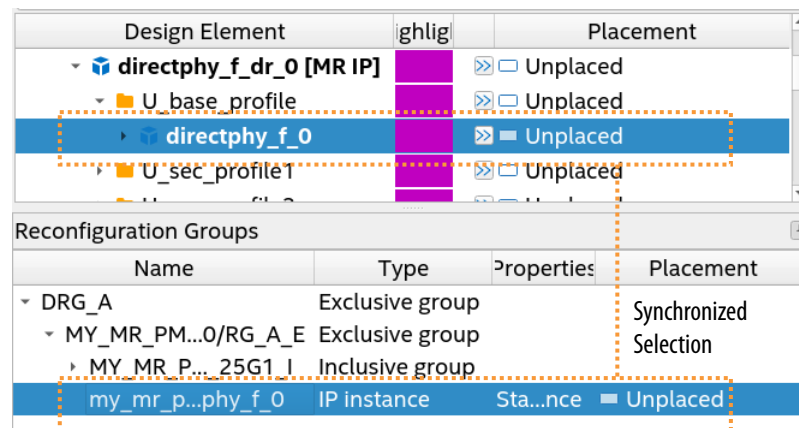 Design Element ighligl Placement
directphy_f_dr_0 [MR IP] Unplaced
U_base_profile Unplaced
directphy_f_0 Unplaced
U_sec_profile1 Unplaced
Reconfiguration Groups
Name Type Properties Placement
DRG_A Exclusive group
MY_MR_PM...0/RG_A_E Exclusive group
MY_MR_P..._25G1_I Inclusive group
my_mr_p...phy_f_0 IP instance Sta...nce Unplaced
Synchronized
Selection